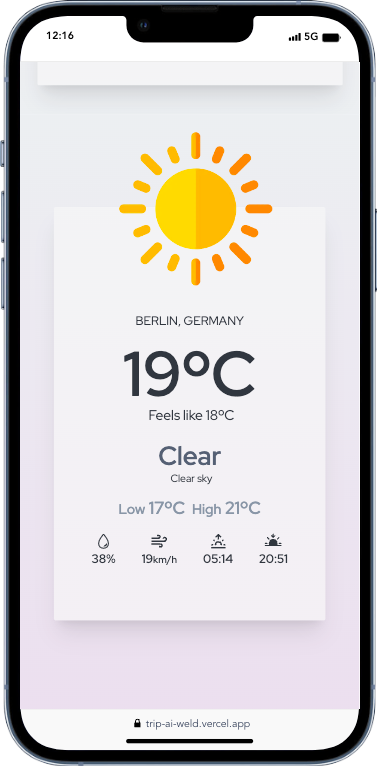 12:16
5G
BERLIN, GERMANY
19ºC
Feels like 18ºC
Clear
Clear sky
Low 17ºC High 21ºC
38% 19km/h 05:14 20:51
trip-ai-weld.vercel.app